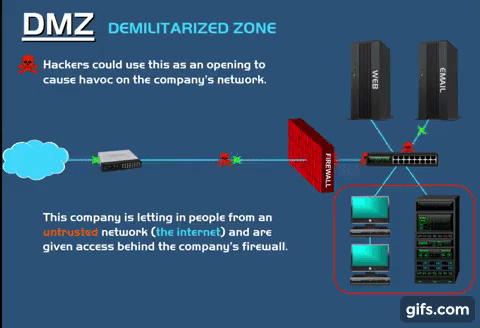 DMZ DEMILITARIZED ZONE
Hackers could use this as an opening to
cause havoc on the company's network.
WEB
EMAIL
FIREWALL
This company is letting in people from an
untrusted network (the internet) and are
given access behind the company's firewall.
gifs.com